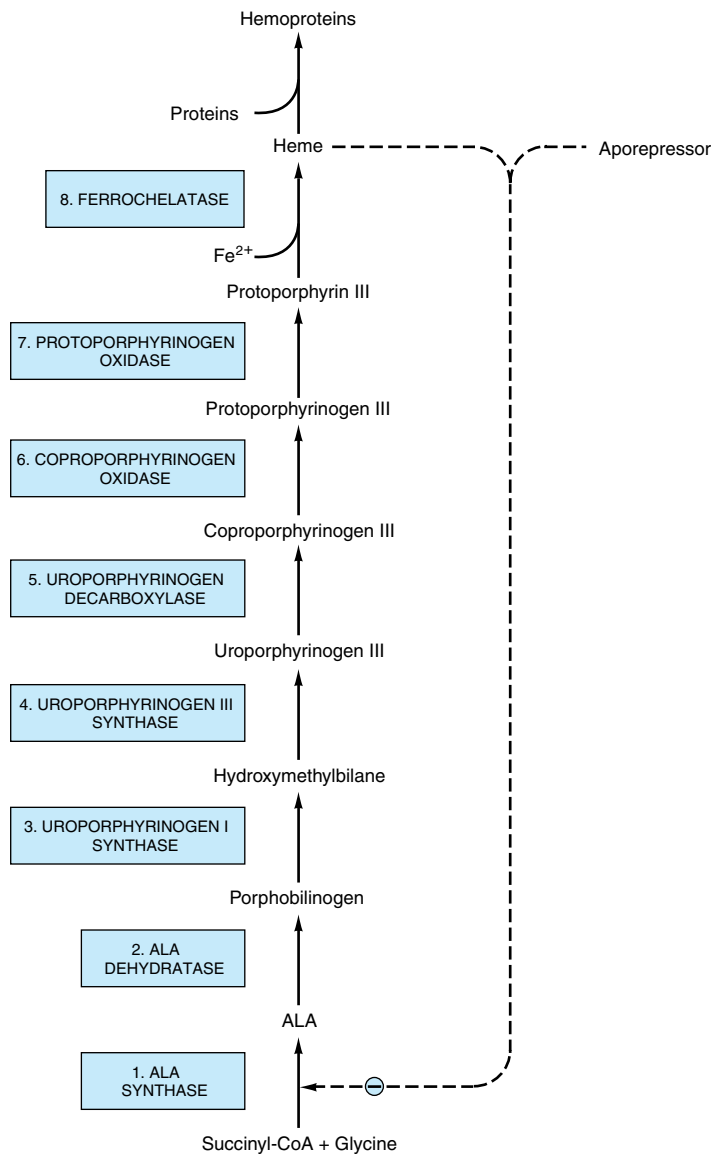 Hemoproteins
Proteins
Heme
Aporepressor
8. FERROCHELATASE
Fe²⁺
Protoporphyrin III
7. PROTOPORPHYRINOGEN
OXIDASE
Protoporphyrinogen III
6. COPROPORPHYRINOGEN
OXIDASE
Coproporphyrinogen III
5. UROPORPHYRINOGEN
DECARBOXYLASE
Uroporphyrinogen III
4. UROPORPHYRINOGEN III
SYNTHASE
Hydroxymethylbilane
3. UROPORPHYRINOGEN I
SYNTHASE
Porphobilinogen
2. ALA
DEHYDRATASE
ALA
1. ALA
SYNTHASE
−
Succinyl-CoA + Glycine